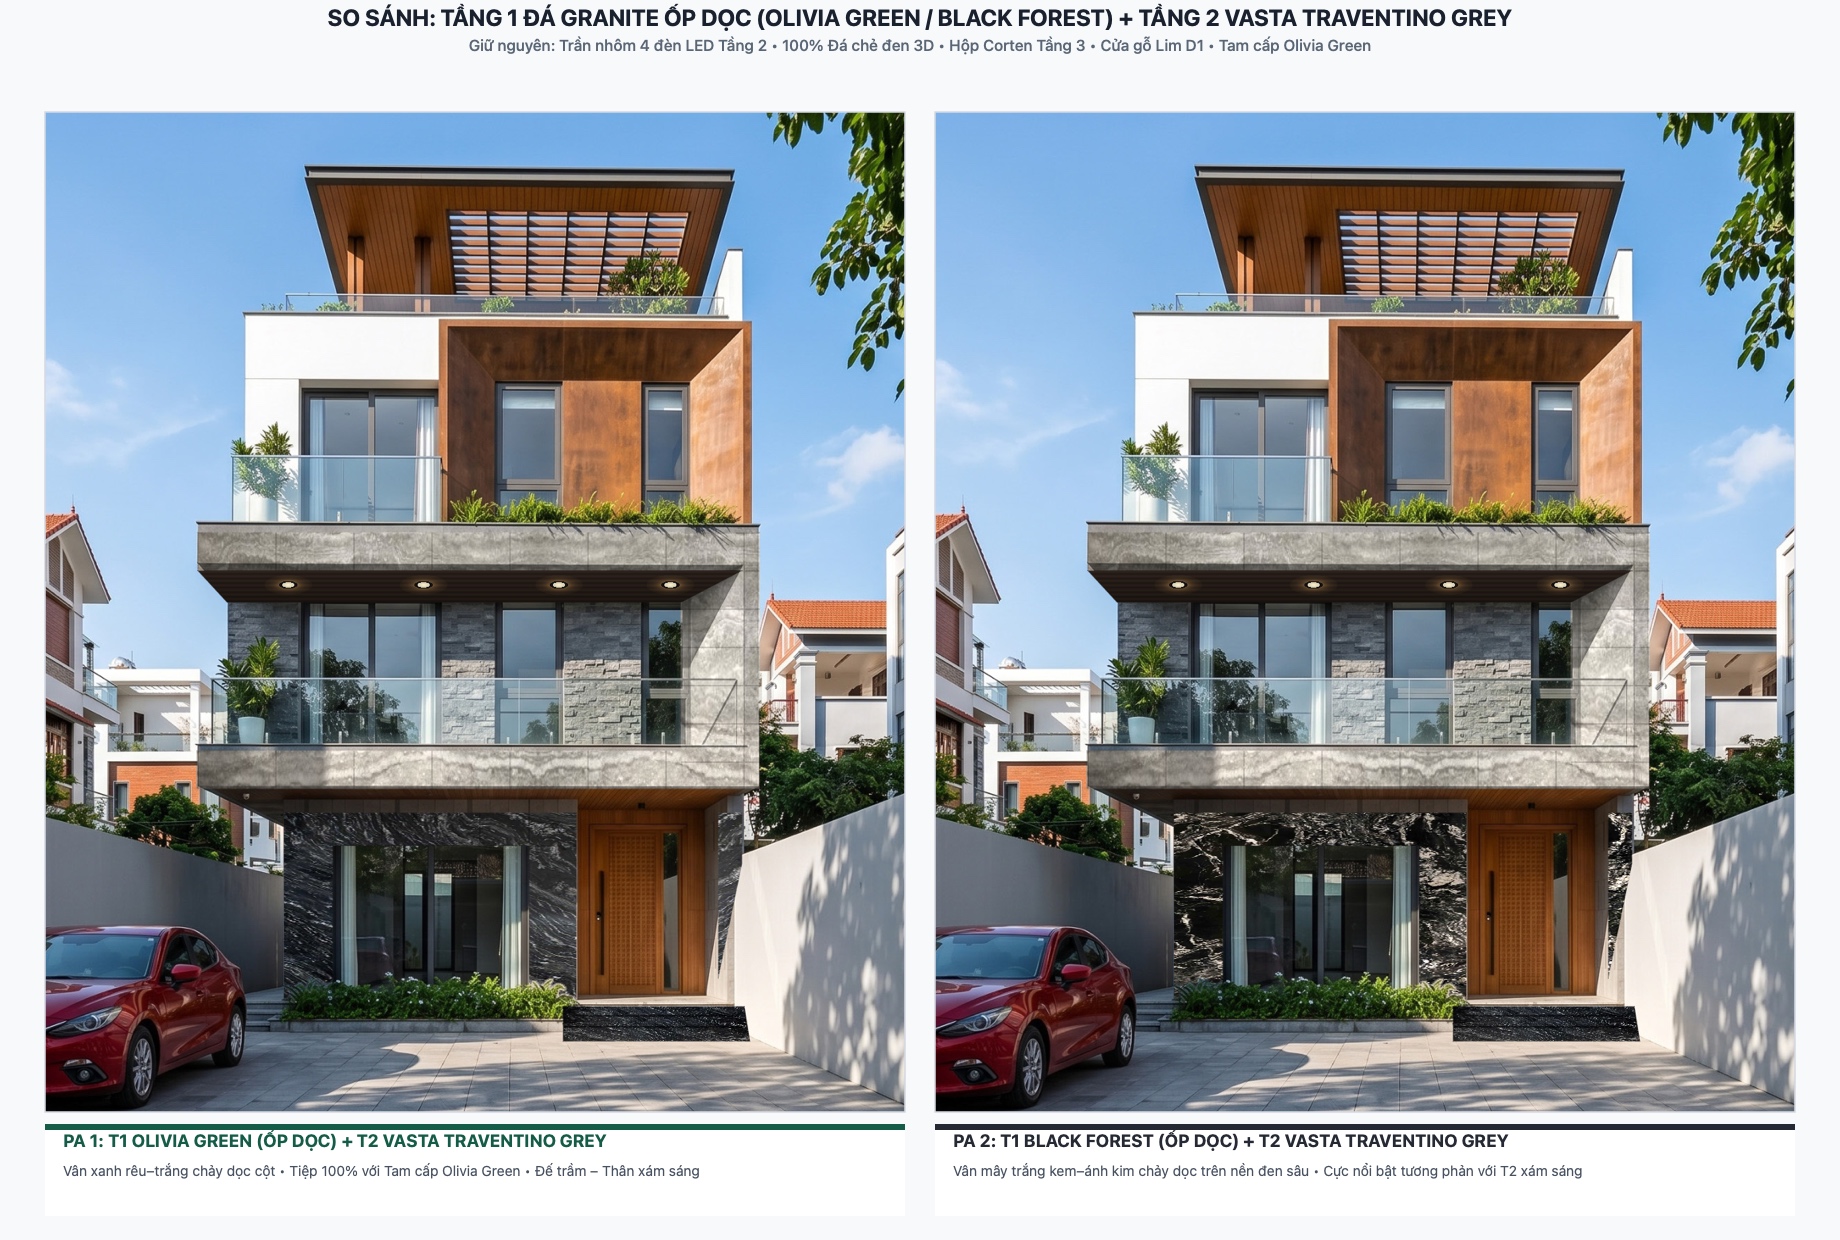 SO SÁNH: TẦNG 1 ĐÁ GRANITE ỐP DỌC (OLIVIA GREEN / BLACK FOREST) + TẦNG 2 VASTA TRAVENTINO GREY
Giữ nguyên: Trần nhôm 4 đèn LED Tầng 2 • 100% Đá chẻ đen 3D • Hộp Corten Tầng 3 • Cửa gỗ Lim D1 • Tam cấp Olivia Green
PA 1: T1 OLIVIA GREEN (ỐP DỌC) + T2 VASTA TRAVENTINO GREY
Vân xanh rêu–trắng chảy dọc cột • Tiệp 100% với Tam cấp Olivia Green • Đế trầm – Thân xám sáng
PA 2: T1 BLACK FOREST (ỐP DỌC) + T2 VASTA TRAVENTINO GREY
Vân mây trắng kem–ánh kim chảy dọc trên nền đen sâu • Cực nổi bật tương phản với T2 xám sáng